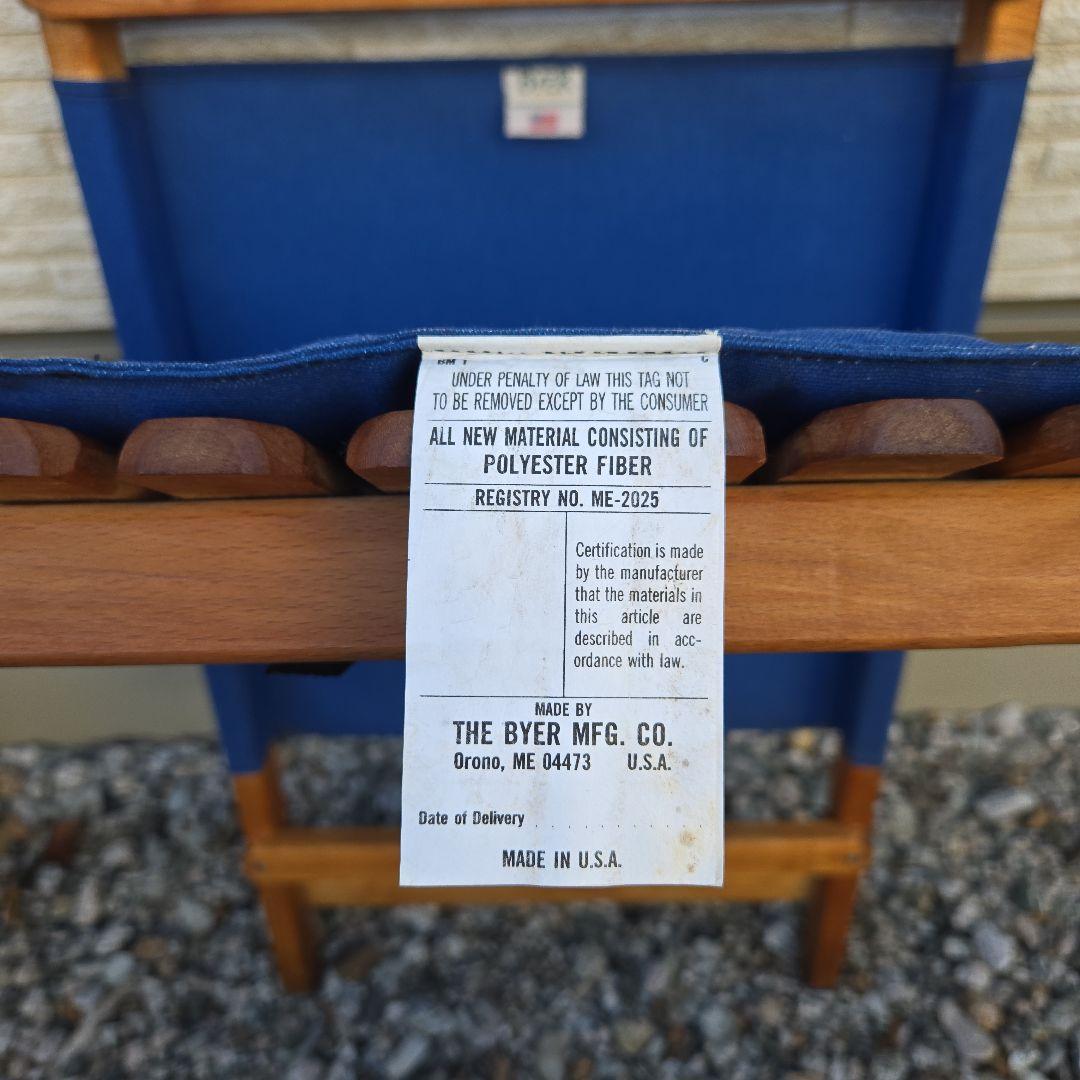 UNDER PENALTY OF LAW THIS TAG NOT
TO BE REMOVED EXCEPT BY THE CONSUMER
ALL NEW MATERIAL CONSISTING OF
POLYESTER FIBER
REGISTRY NO. ME-2025
Certification is made
by the manufacturer
that the materials in
this article are
described in acc-
ordance with law.
MADE BY
THE BYER MFG. CO.
Orono, ME 04473 U.S.A.
Date of Delivery
MADE IN U.S.A.